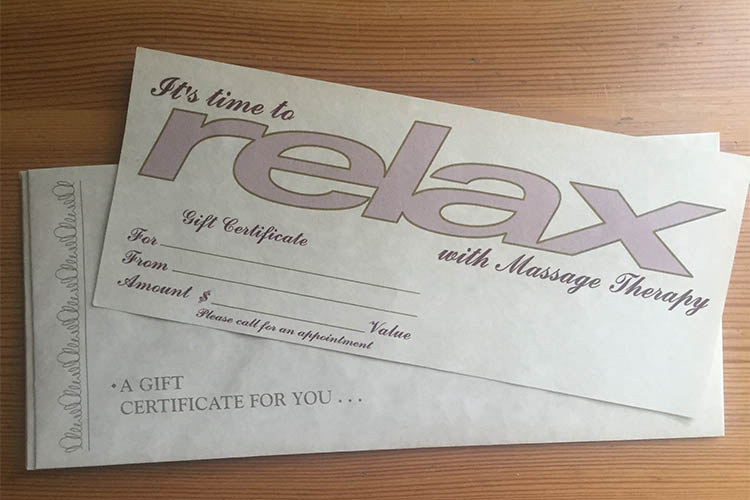 It's time to
relax
with Massage Therapy
Gift Certificate
For
From
Amount $ Value
Please call for an appointment
• A GIFT
CERTIFICATE FOR YOU . . .